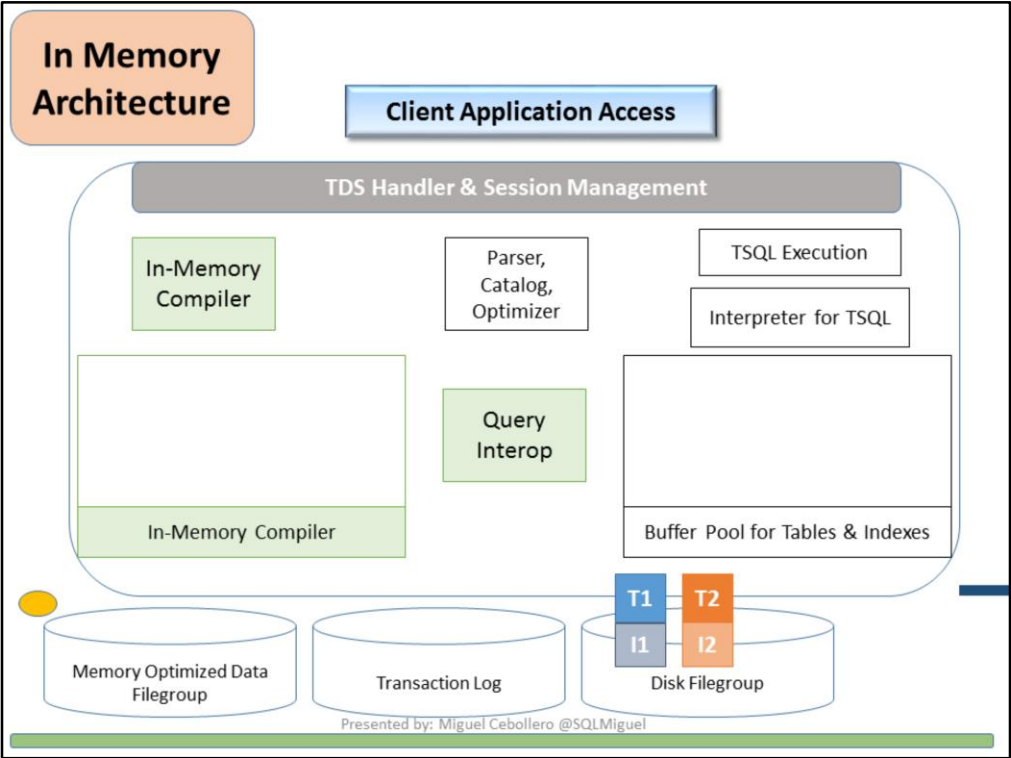 In Memory
Architecture
Client Application Access
TDS Handler & Session Management
In-Memory
Compiler
Parser,
Catalog,
Optimizer
TSQL Execution
Interpreter for TSQL
Query
Interop
In-Memory Compiler
Buffer Pool for Tables & Indexes
T1
T2
I1
I2
Memory Optimized Data
Filegroup
Transaction Log
Disk Filegroup
Presented by: Miguel Cebollero @SQLMiguel